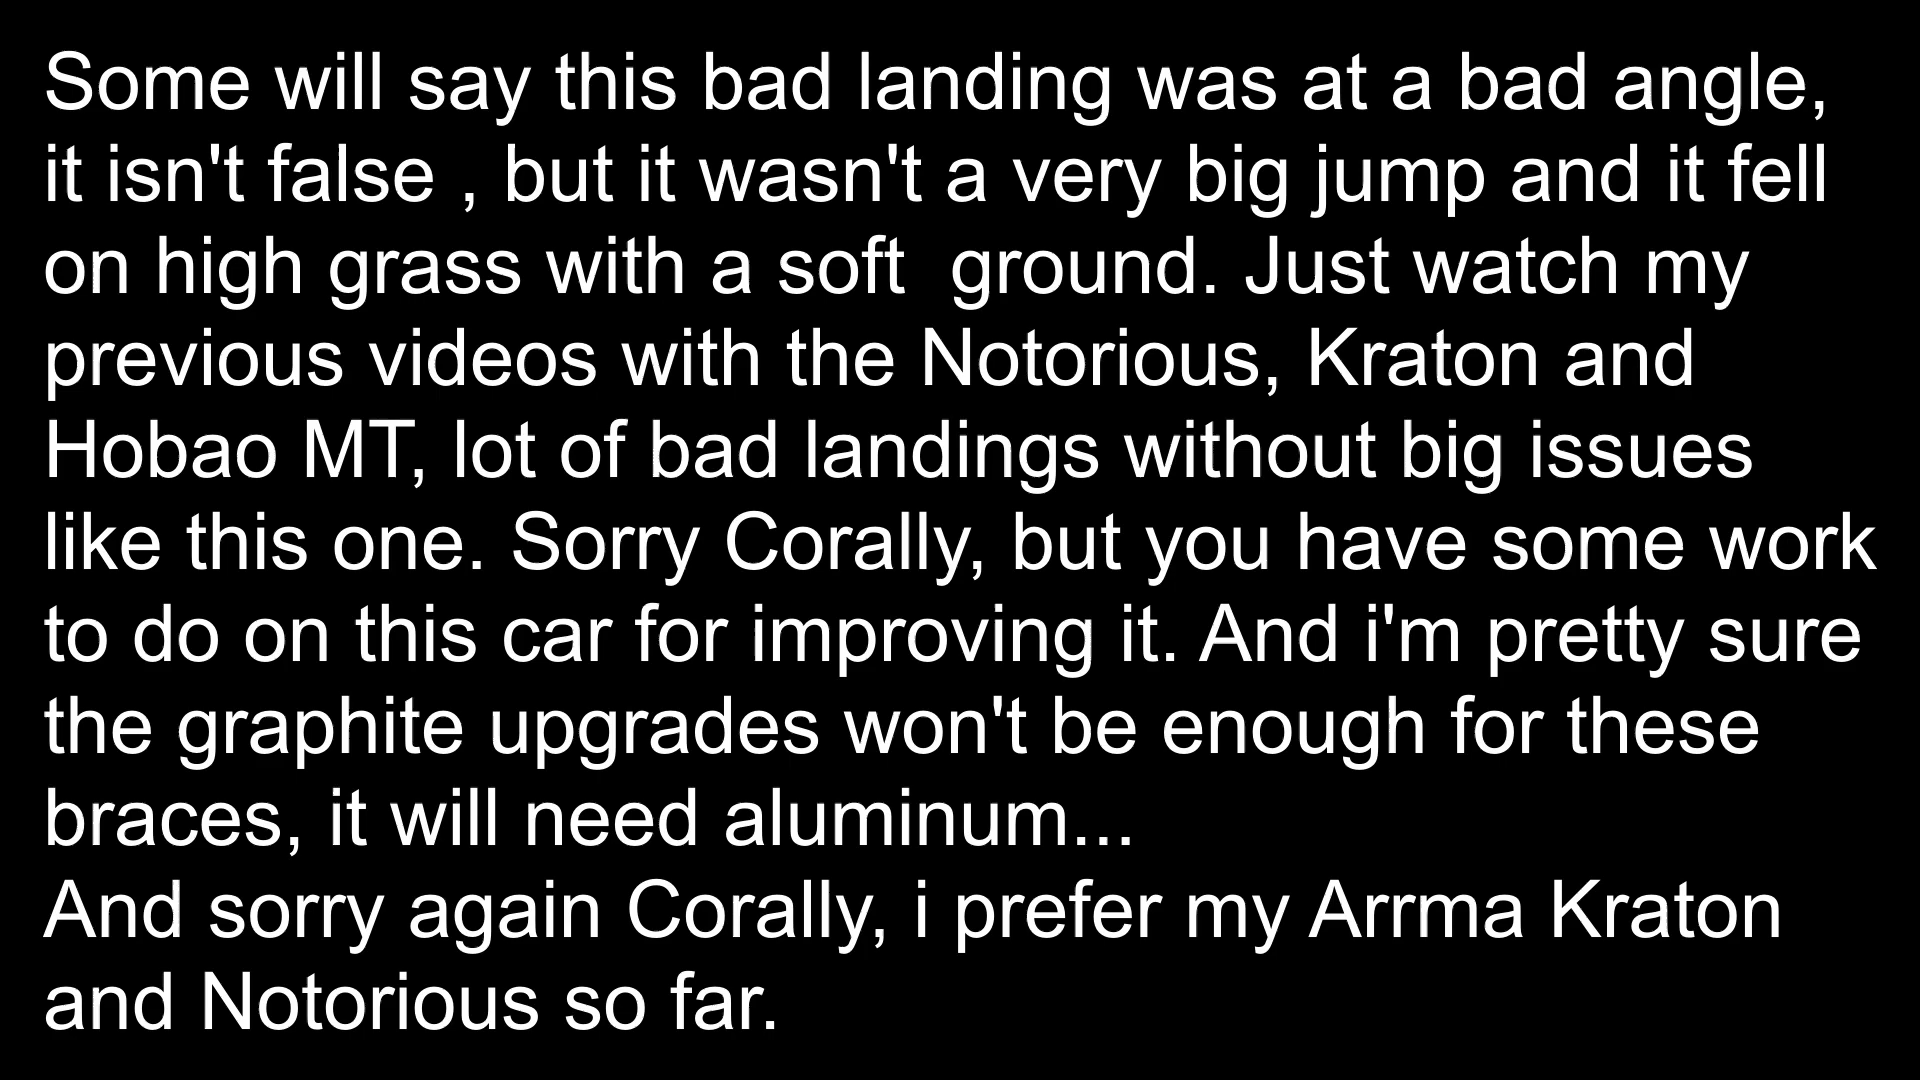 Some will say this bad landing was at a bad angle,
it isn't false , but it wasn't a very big jump and it fell
on high grass with a soft  ground. Just watch my
previous videos with the Notorious, Kraton and
Hobao MT, lot of bad landings without big issues
like this one. Sorry Corally, but you have some work
to do on this car for improving it. And i'm pretty sure
the graphite upgrades won't be enough for these
braces, it will need aluminum...
And sorry again Corally, i prefer my Arrma Kraton
and Notorious so far.